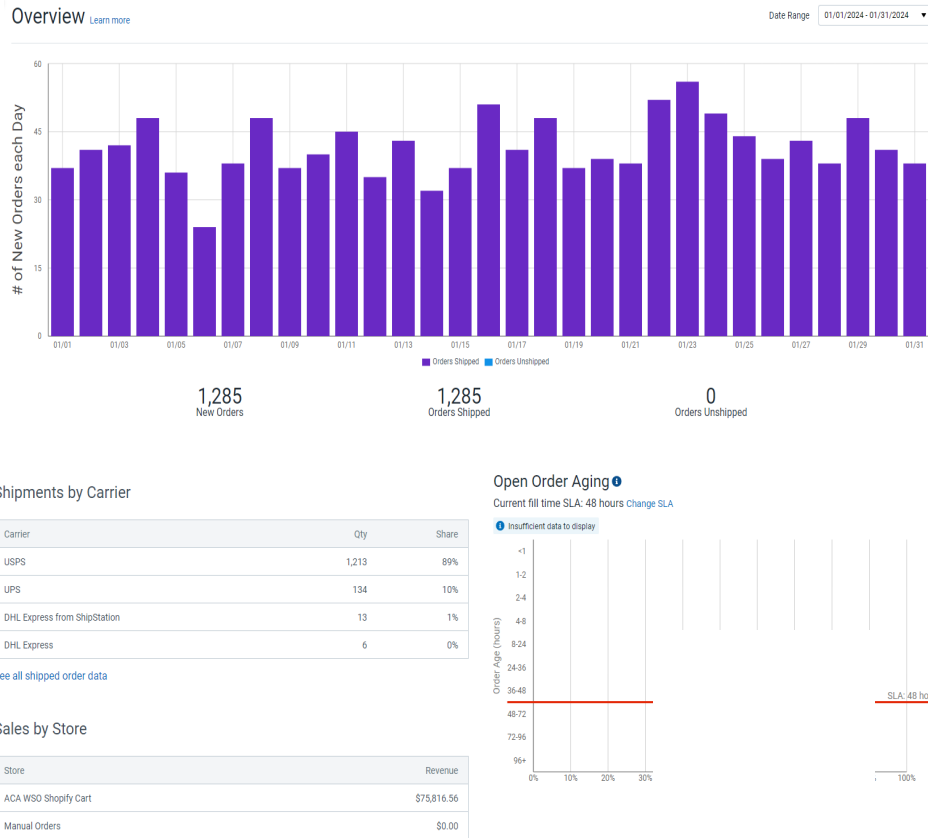 Overview Learn more
Date Range 01/01/2024 - 01/31/2024
# of New Orders each Day
60
45
30
15
0
01/01 01/03 01/05 01/07 01/09 01/11 01/13 01/15 01/17 01/19 01/21 01/23 01/25 01/27 01/29 01/31
Orders Shipped Orders Unshipped
1,285 1,285 0
New Orders Orders Shipped Orders Unshipped
Shipments by Carrier
Carrier Qty Share
USPS 1,213 89%
UPS 134 10%
DHL Express from ShipStation 13 1%
DHL Express 6 0%
ee all shipped order data
Sales by Store
Store Revenue
ACA WSO Shopify Cart $75,816.56
Manual Orders $0.00
Open Order Aging
Current fill time SLA: 48 hours Change SLA
Insufficient data to display
Order Age (hours)
<1
1-2
2-4
4-8
8-24
24-36
36-48
SLA: 48 ho
48-72
72-96
96+
0% 10% 20% 30% 100%